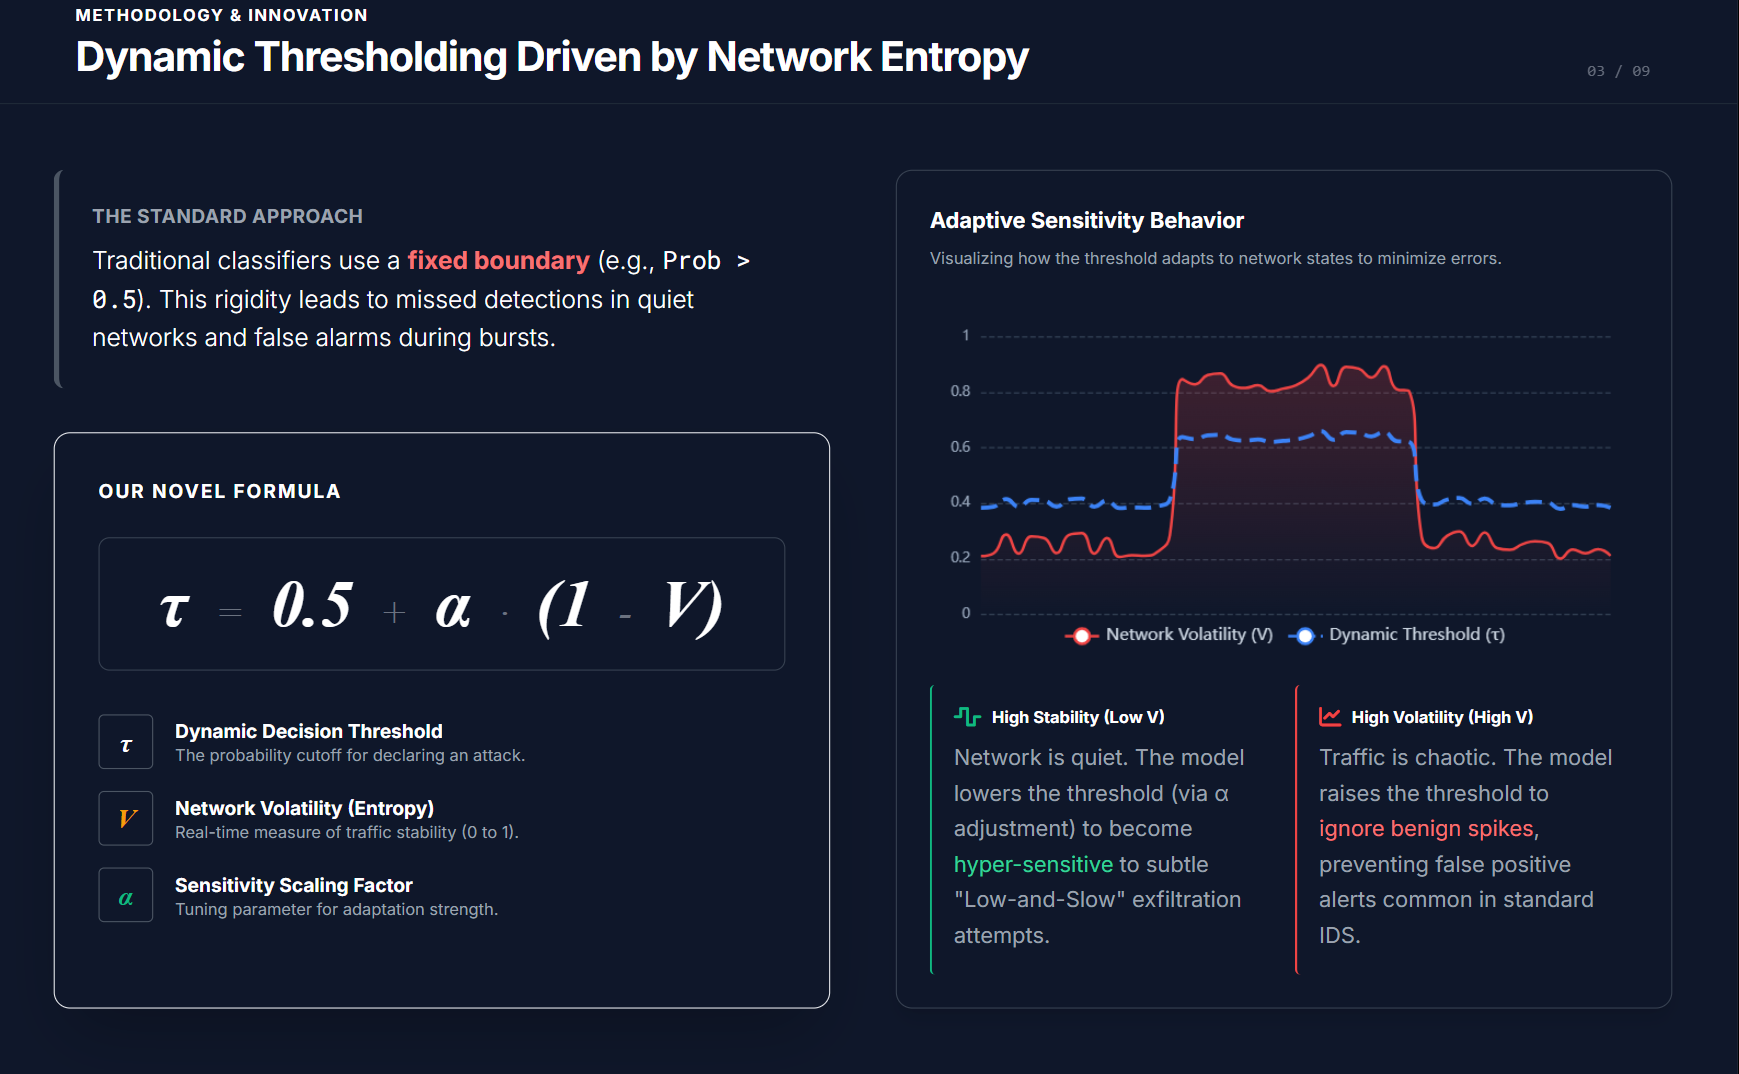 METHODOLOGY & INNOVATION
Dynamic Thresholding Driven by Network Entropy
03 / 09
THE STANDARD APPROACH
Traditional classifiers use a fixed boundary (e.g., Prob >
0.5). This rigidity leads to missed detections in quiet
networks and false alarms during bursts.
OUR NOVEL FORMULA
τ = 0.5 + α · (1 - V)
τ
Dynamic Decision Threshold
The probability cutoff for declaring an attack.
V
Network Volatility (Entropy)
Real-time measure of traffic stability (0 to 1).
α
Sensitivity Scaling Factor
Tuning parameter for adaptation strength.
Adaptive Sensitivity Behavior
Visualizing how the threshold adapts to network states to minimize errors.
1
0.8
0.6
0.4
0.2
0
Network Volatility (V) Dynamic Threshold (τ)
High Stability (Low V)
Network is quiet. The model
lowers the threshold (via α
adjustment) to become
hyper-sensitive to subtle
"Low-and-Slow" exfiltration
attempts.
High Volatility (High V)
Traffic is chaotic. The model
raises the threshold to
ignore benign spikes,
preventing false positive
alerts common in standard
IDS.